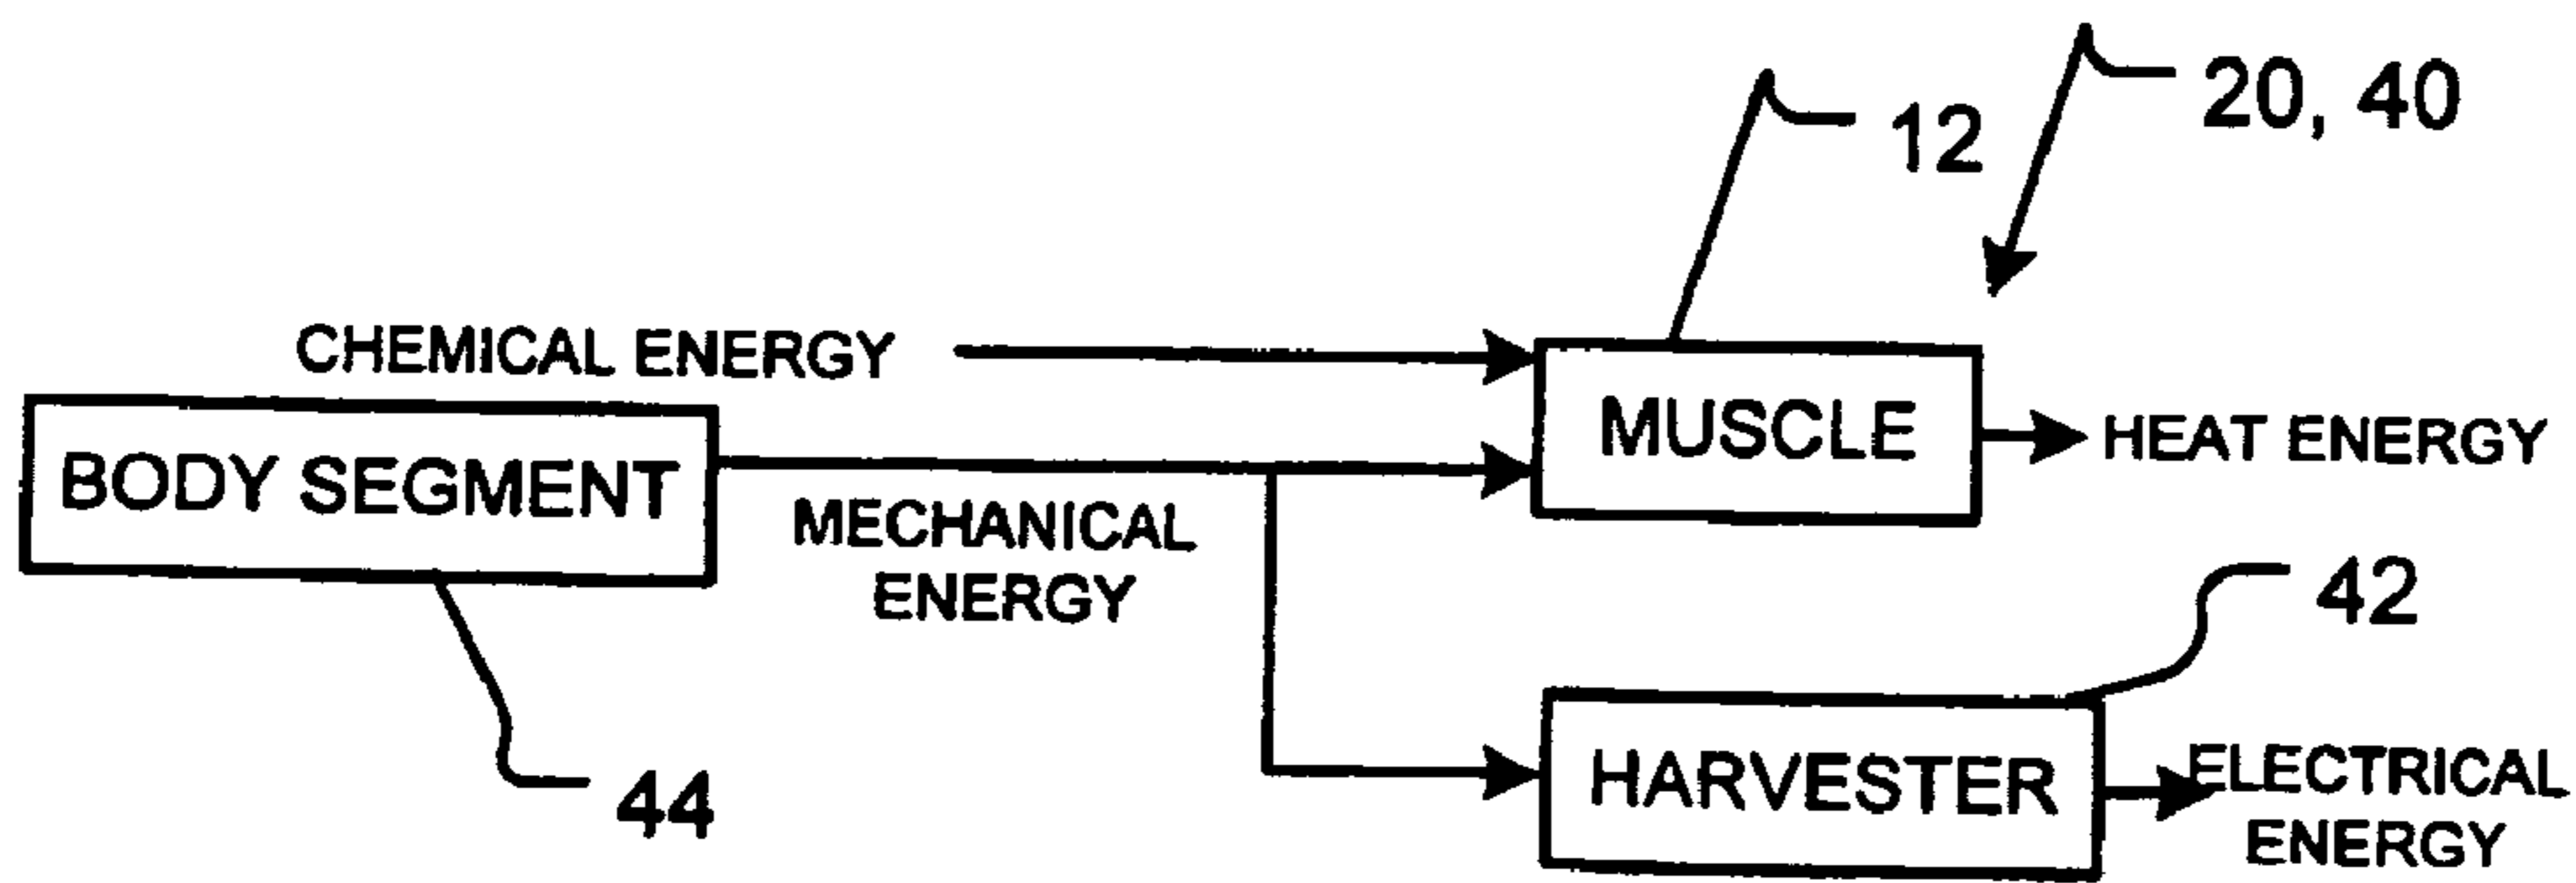 20, 40
12
CHEMICAL ENERGY
MUSCLE
HEAT ENERGY
BODY SEGMENT
MECHANICAL
ENERGY
42
HARVESTER
ELECTRICAL
ENERGY
44